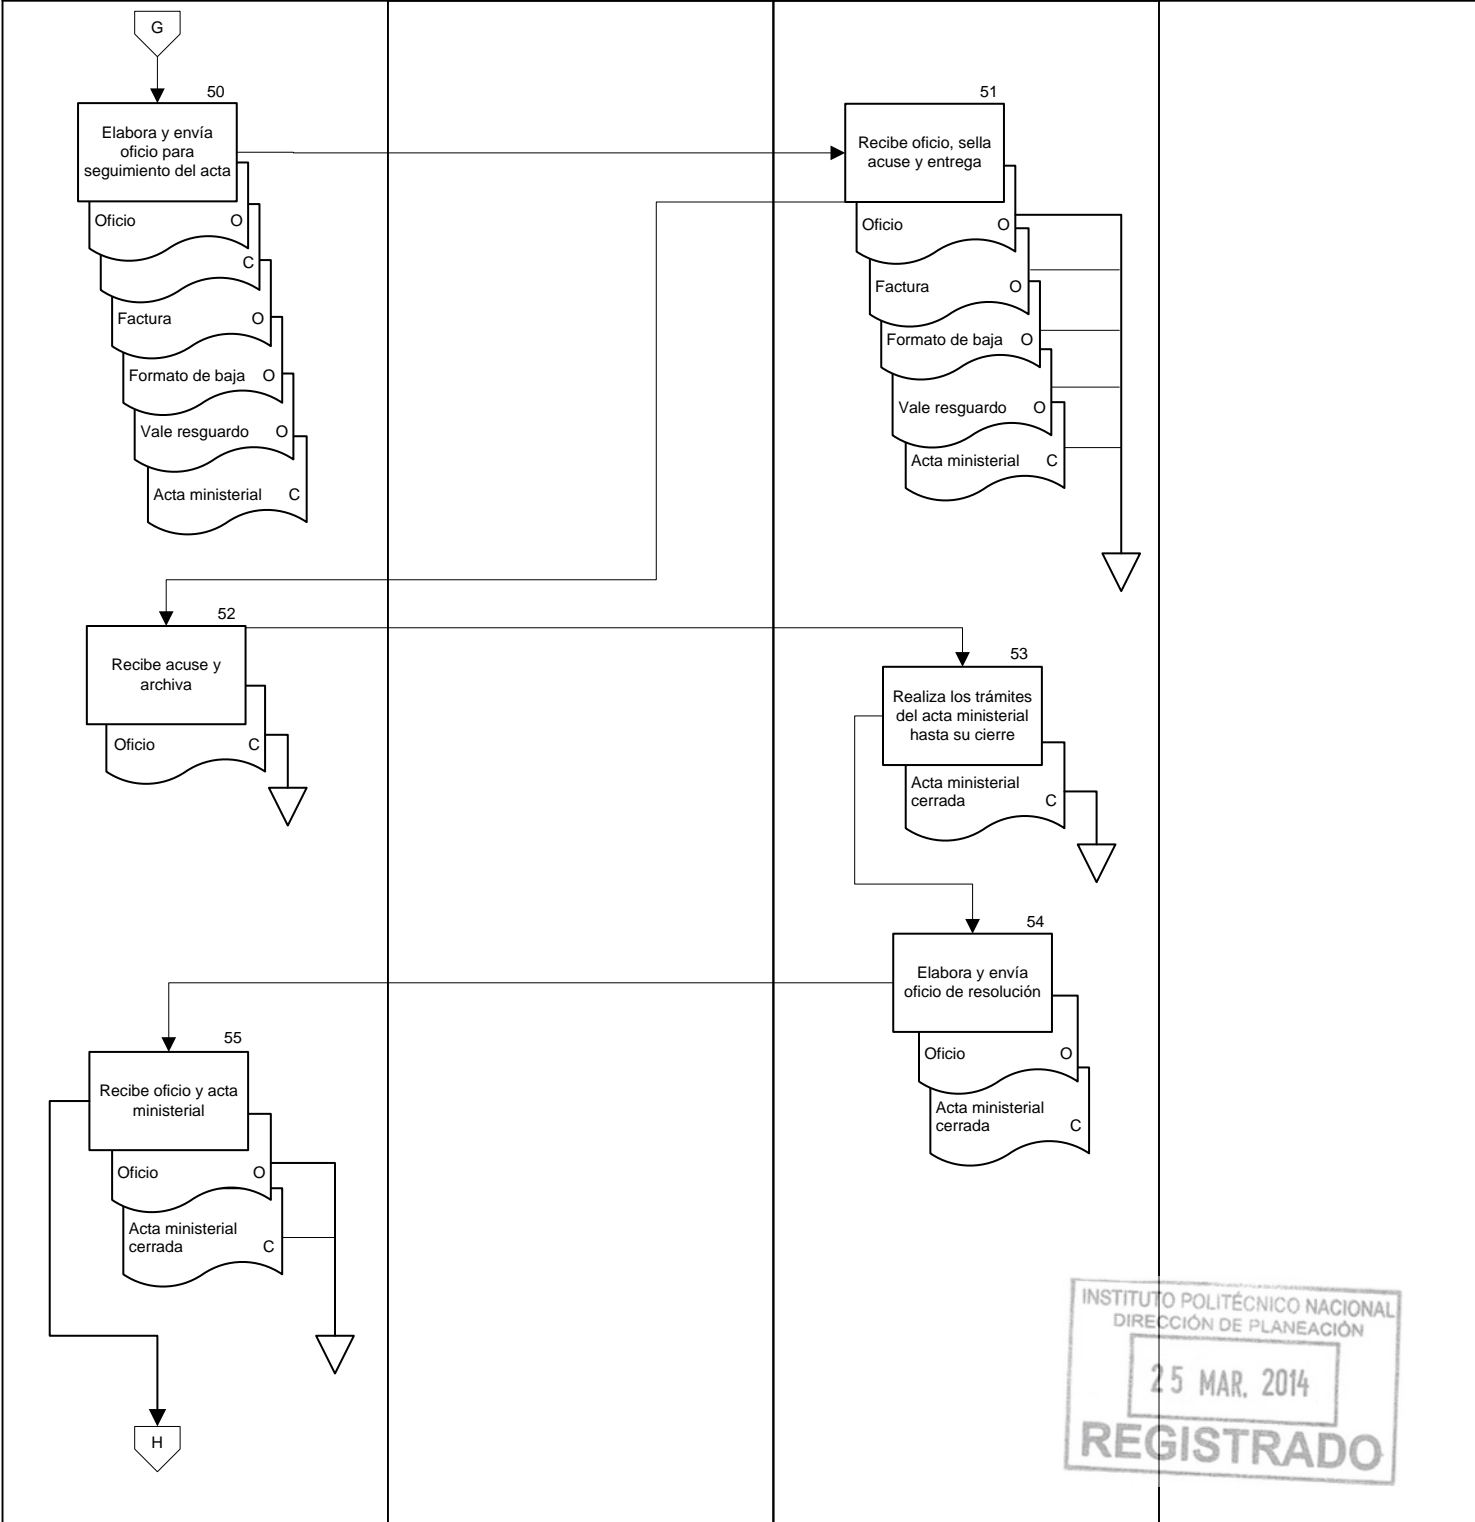 G
50
Elabora y envía
oficio para
seguimiento del acta
Oficio O
C
Factura O
Formato de baja O
Vale resguardo O
Acta ministerial C
51
Recibe oficio, sella
acuse y entrega
Oficio O
Factura O
Formato de baja O
Vale resguardo O
Acta ministerial C
52
Recibe acuse y
archiva
Oficio C
53
Realiza los trámites
del acta ministerial
hasta su cierre
Acta ministerial
cerrada C
54
Elabora y envía
oficio de resolución
Oficio O
Acta ministerial
cerrada C
55
Recibe oficio y acta
ministerial
Oficio O
Acta ministerial
cerrada C
H
INSTITUTO POLITÉCNICO NACIONAL
DIRECCIÓN DE PLANEACIÓN
25 MAR. 2014
REGISTRADO